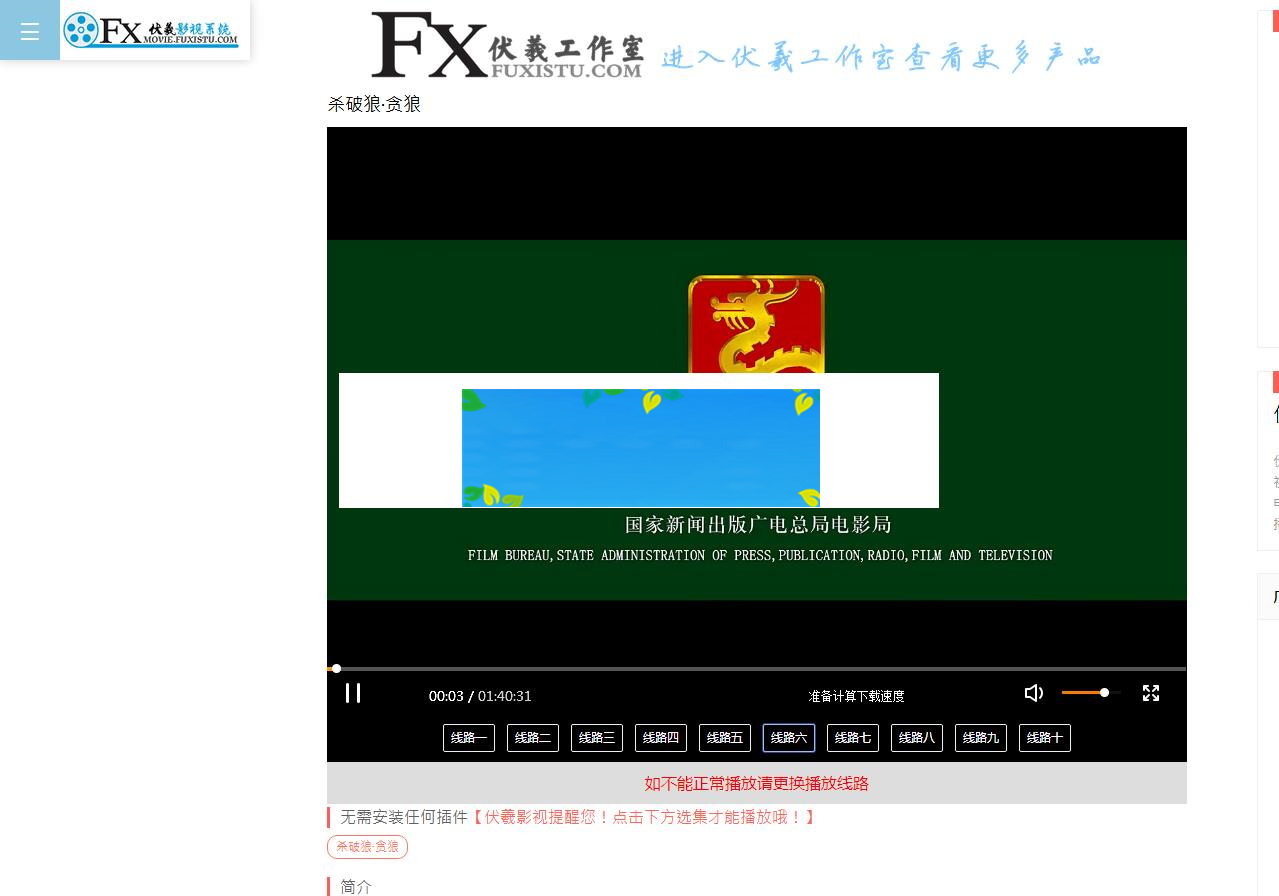 FX 伏羲影视系统
MOVIE.FUXISTU.COM
FX 伏羲工作室
FUXISTU.COM
进入伏羲工作室查看更多产品
杀破狼·贪狼
国家新闻出版广电总局电影局
FILM BUREAU,STATE ADMINISTRATION OF PRESS,PUBLICATION,RADIO,FILM AND TELEVISION
00:03 / 01:40:31
准备计算下载速度
线路一 线路二 线路三 线路四 线路五 线路六 线路七 线路八 线路九 线路十
如不能正常播放请更换播放线路
无需安装任何插件【伏羲影视提醒您！点击下方选集才能播放哦！】
杀破狼·贪狼
简介